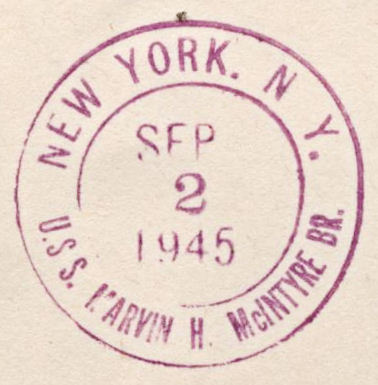 NEW YORK. N Y.
SEP
2
1945
U.S.S. MARVIN H. McINTYRE BR.